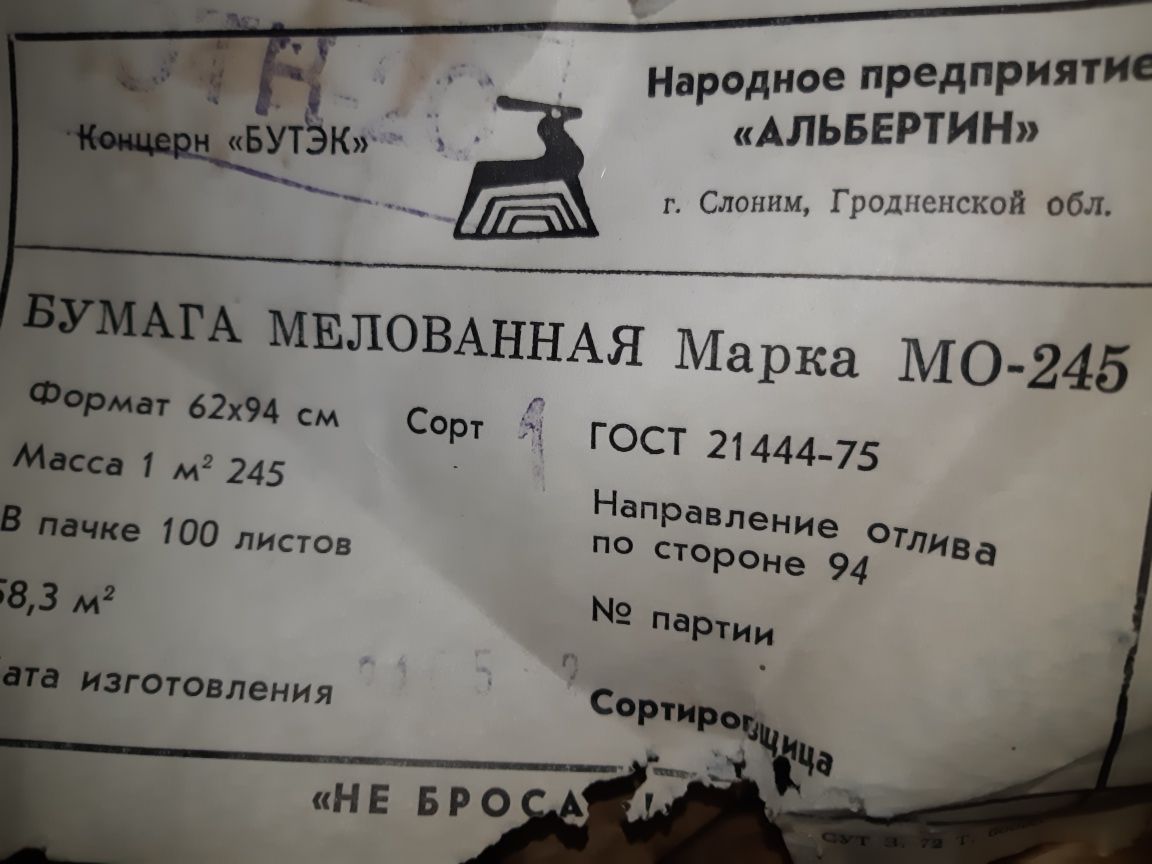 Народное предприятие
Концерн «БУТЭК»
«АЛЬБЕРТИН»
г. Слоним, Гродненской обл.
БУМАГА МЕЛОВАННАЯ Марка МО-245
Формат 62х94 см Сорт 1 ГОСТ 21444-75
Масса 1 м² 245
Направление отлива
по стороне 94
В пачке 100 листов
58,3 м²
№ партии
ата изготовления
Сортировщица
«НЕ БРОСА